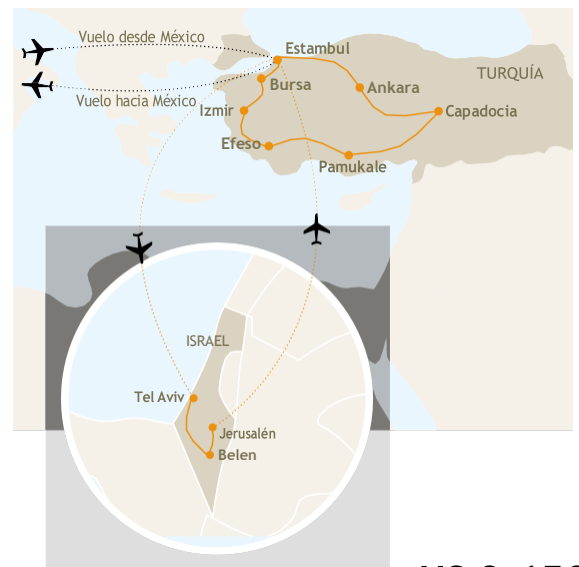 Vuelo desde México
Estambul
TURQUÍA
Bursa
Ankara
Vuelo hacia México
Izmir
Capadocia
Efeso
Pamukale
ISRAEL
Tel Aviv
Jerusalén
Belen